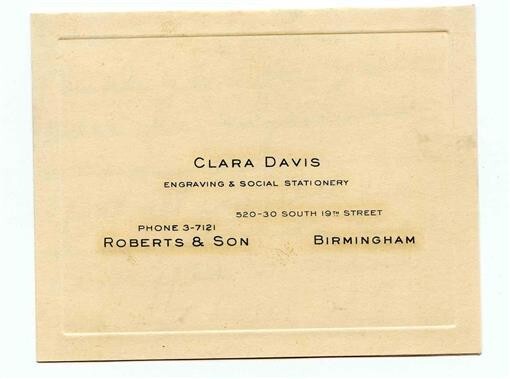 CLARA DAVIS
ENGRAVING & SOCIAL STATIONERY
520-30 SOUTH 19TH STREET
PHONE 3-7121
ROBERTS & SON BIRMINGHAM